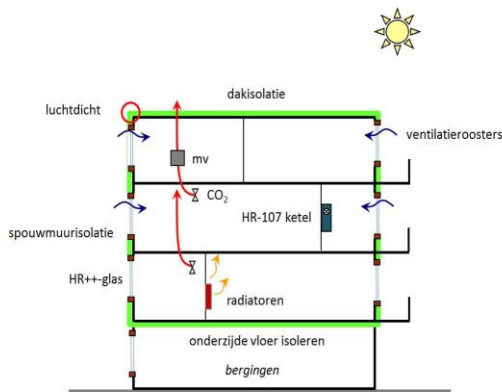 dakisolatie
luchtdicht
ventilatieroosters
mv
CO₂
HR-107 ketel
spouwmuurisolatie
HR++-glas
radiatoren
onderzijde vloer isoleren
bergingen